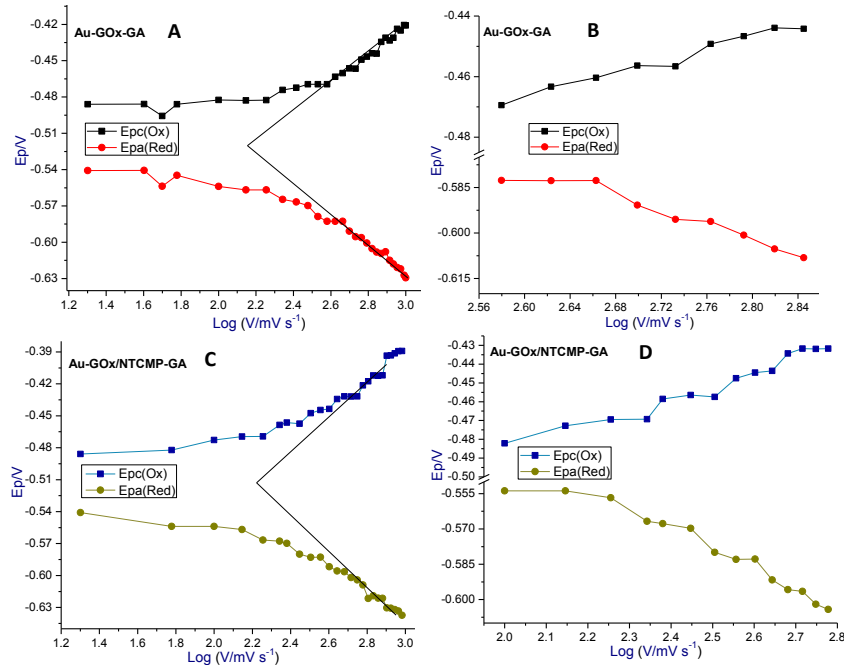 Au-GOx-GA
A
-0.42
-0.45
-0.48
-0.51
-0.54
-0.57
-0.60
-0.63
Ep/V
Epc(Ox)
Epa(Red)
1.2 1.4 1.6 1.8 2.0 2.2 2.4 2.6 2.8 3.0
Log (V/mV s⁻¹)
Au-GOx-GA
B
-0.44
-0.46
-0.48
-0.585
-0.600
-0.615
Epc(Ox)
Epa(Red)
2.56 2.60 2.64 2.68 2.72 2.76 2.80 2.84
Log (V/mV s⁻¹)
Au-GOx/NTCMP-GA
C
-0.39
-0.42
-0.45
-0.48
-0.51
-0.54
-0.57
-0.60
-0.63
Ep/V
Epc(Ox)
Epa(Red)
1.2 1.4 1.6 1.8 2.0 2.2 2.4 2.6 2.8 3.0
Log (V/mV s⁻¹)
Au-GOx/NTCMP-GA
D
-0.43
-0.44
-0.45
-0.46
-0.47
-0.48
-0.49
-0.50
-0.555
-0.570
-0.585
-0.600
Epc(Ox)
Epa(Red)
2.0 2.1 2.2 2.3 2.4 2.5 2.6 2.7 2.8
Log (V/mV s⁻¹)